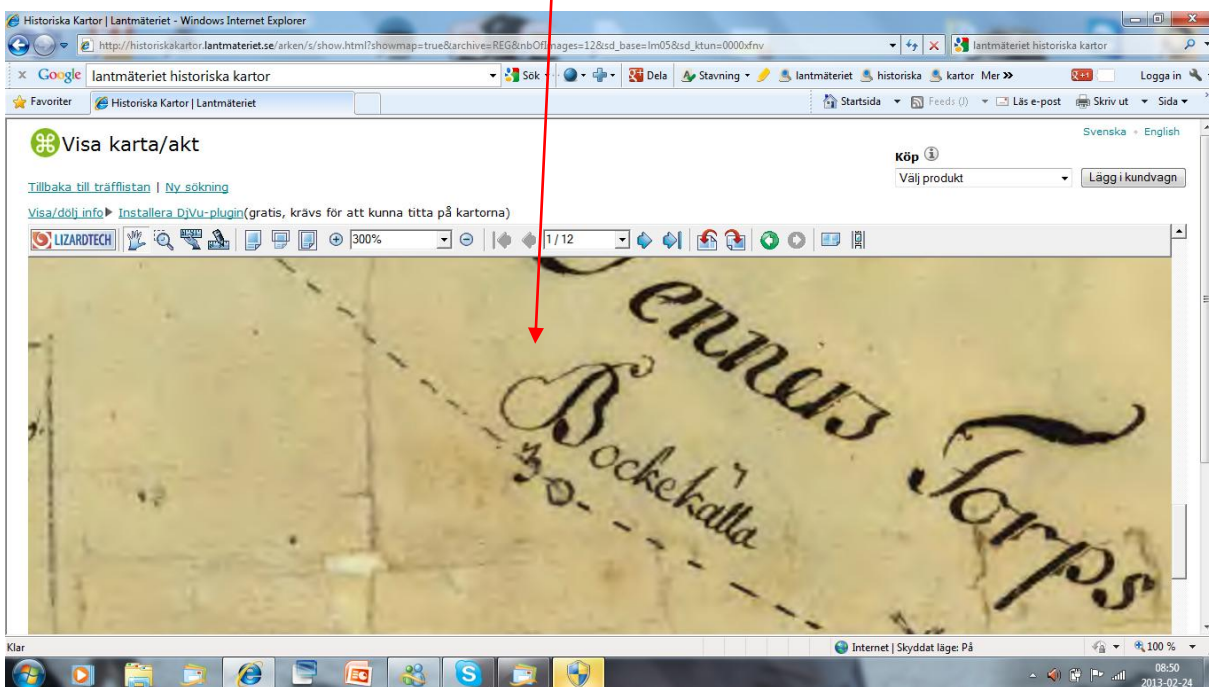 Historiska Kartor | Lantmäteriet - Windows Internet Explorer
http://historiskakartor.lantmateriet.se/arken/s/show.html?showmap=true&archive=REG&nbOfImages=12&sd_base=lm05&sd_ktun=0000xfnv
lantmäteriet historiska kartor
x Google lantmäteriet historiska kartor Sök Dela Stavning lantmäteriet historiska kartor Mer » +1 Logga in
Favoriter Historiska Kartor | Lantmäteriet Startsida Feeds (J) Läs e-post Skriv ut Sida
Svenska English
Visa karta/akt
Köp
Tillbaka till träfflistan | Ny sökning
Välj produkt Lägg i kundvagn
Visa/dölj info Installera DjVu-plugin(gratis, krävs för att kunna titta på kartorna)
LIZARDTECH 300% 1 / 12
Tenners Torps
Bockekälla
30
Klar Internet | Skyddat läge: På 100 %
08:50
2013-02-24